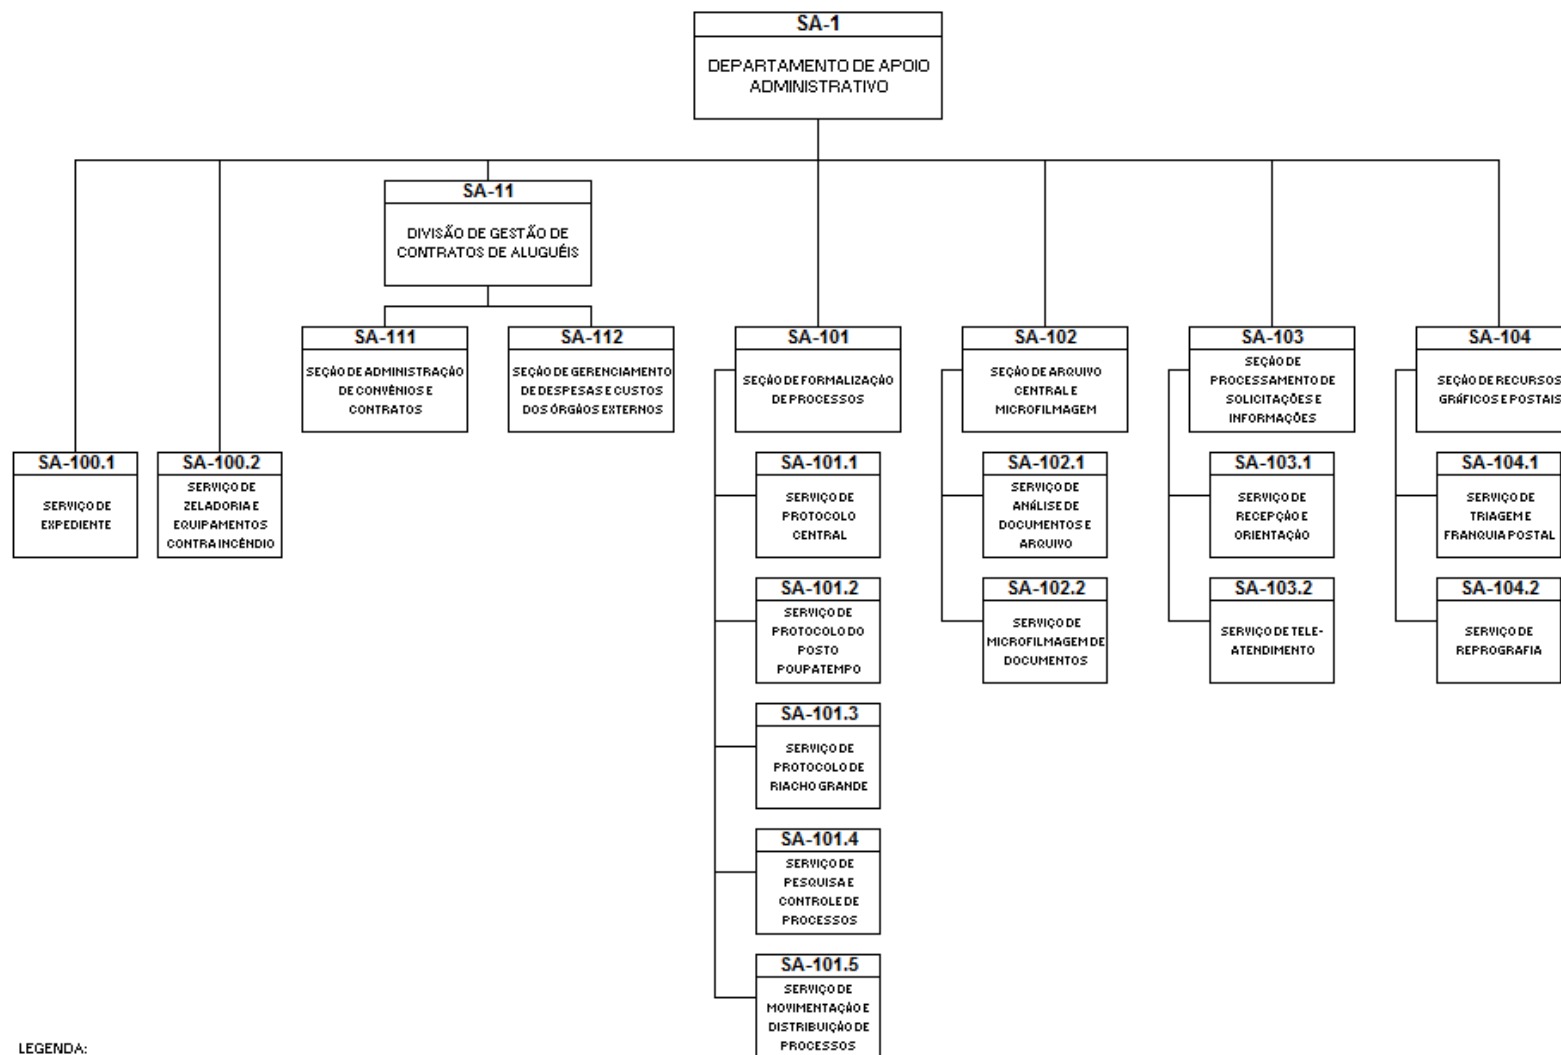 SA-1
DEPARTAMENTO DE APOIO
ADMINISTRATIVO
SA-11
DIVISÃO DE GESTÃO DE
CONTRATOS DE ALUGUÉIS
SA-111
SEÇÃO DE ADMINISTRAÇÃO
DE CONVÊNIOS E
CONTRATOS
SA-112
SEÇÃO DE GERENCIAMENTO
DE DESPESAS E CUSTOS
DOS ÓRGÃOS EXTERNOS
SA-101
SEÇÃO DE FORMALIZAÇÃO
DE PROCESSOS
SA-102
SEÇÃO DE ARQUIVO
CENTRAL E
MICROFILMAGEM
SA-103
SEÇÃO DE
PROCESSAMENTO DE
SOLICITAÇÕES E
INFORMAÇÕES
SA-104
SEÇÃO DE RECURSOS
GRÁFICOS E POSTAIS
SA-100.1
SERVIÇO DE
EXPEDIENTE
SA-100.2
SERVIÇO DE
ZELADORIA E
EQUIPAMENTOS
CONTRA INCÊNDIO
SA-101.1
SERVIÇO DE
PROTOCOLO
CENTRAL
SA-102.1
SERVIÇO DE
ANÁLISE DE
DOCUMENTOS E
ARQUIVO
SA-103.1
SERVIÇO DE
RECEPÇÃO E
ORIENTAÇÃO
SA-104.1
SERVIÇO DE
TRIAGEM E
FRANQUIA POSTAL
SA-101.2
SERVIÇO DE
PROTOCOLO DO
POSTO
POUPATEMPO
SA-102.2
SERVIÇO DE
MICROFILMAGEM DE
DOCUMENTOS
SA-103.2
SERVIÇO DE TELE-
ATENDIMENTO
SA-104.2
SERVIÇO DE
REPROGRAFIA
SA-101.3
SERVIÇO DE
PROTOCOLO DE
RIACHO GRANDE
SA-101.4
SERVIÇO DE
PESQUISA E
CONTROLE DE
PROCESSOS
SA-101.5
SERVIÇO DE
MOVIMENTAÇÃO E
DISTRIBUIÇÃO DE
PROCESSOS
LEGENDA: